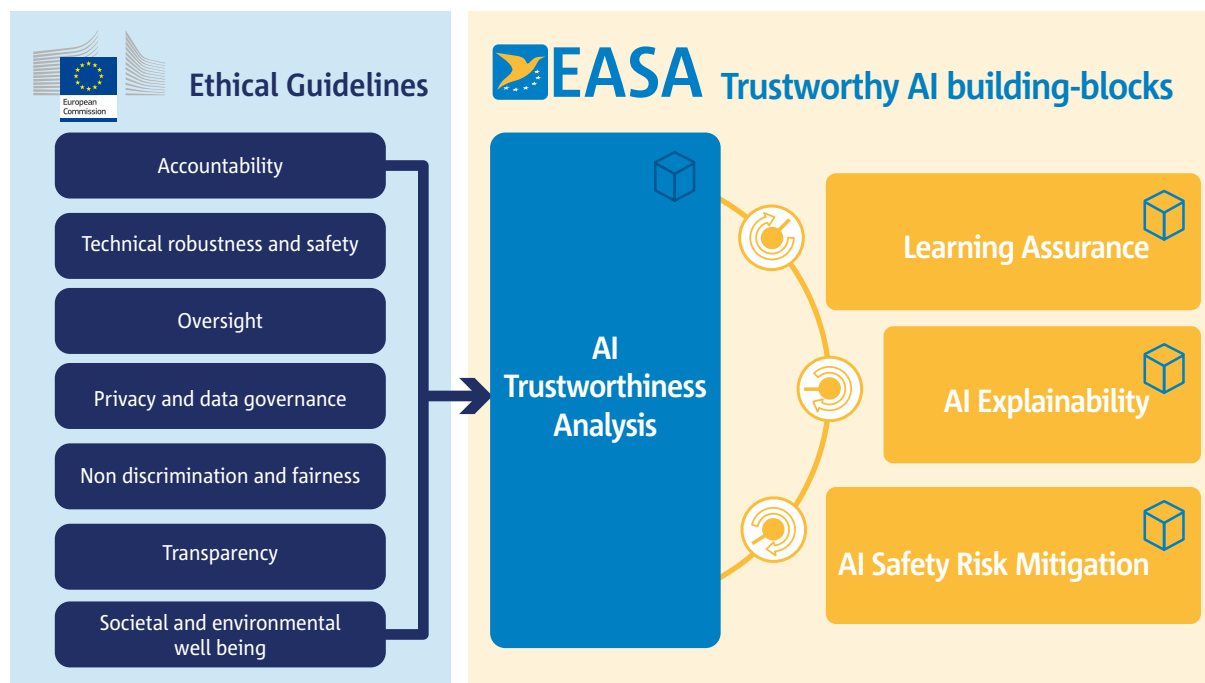 European
Commission
Ethical Guidelines
Accountability
Technical robustness and safety
Oversight
Privacy and data governance
Non discrimination and fairness
Transparency
Societal and environmental
well being
EASA Trustworthy AI building-blocks
AI
Trustworthiness
Analysis
Learning Assurance
AI Explainability
AI Safety Risk Mitigation